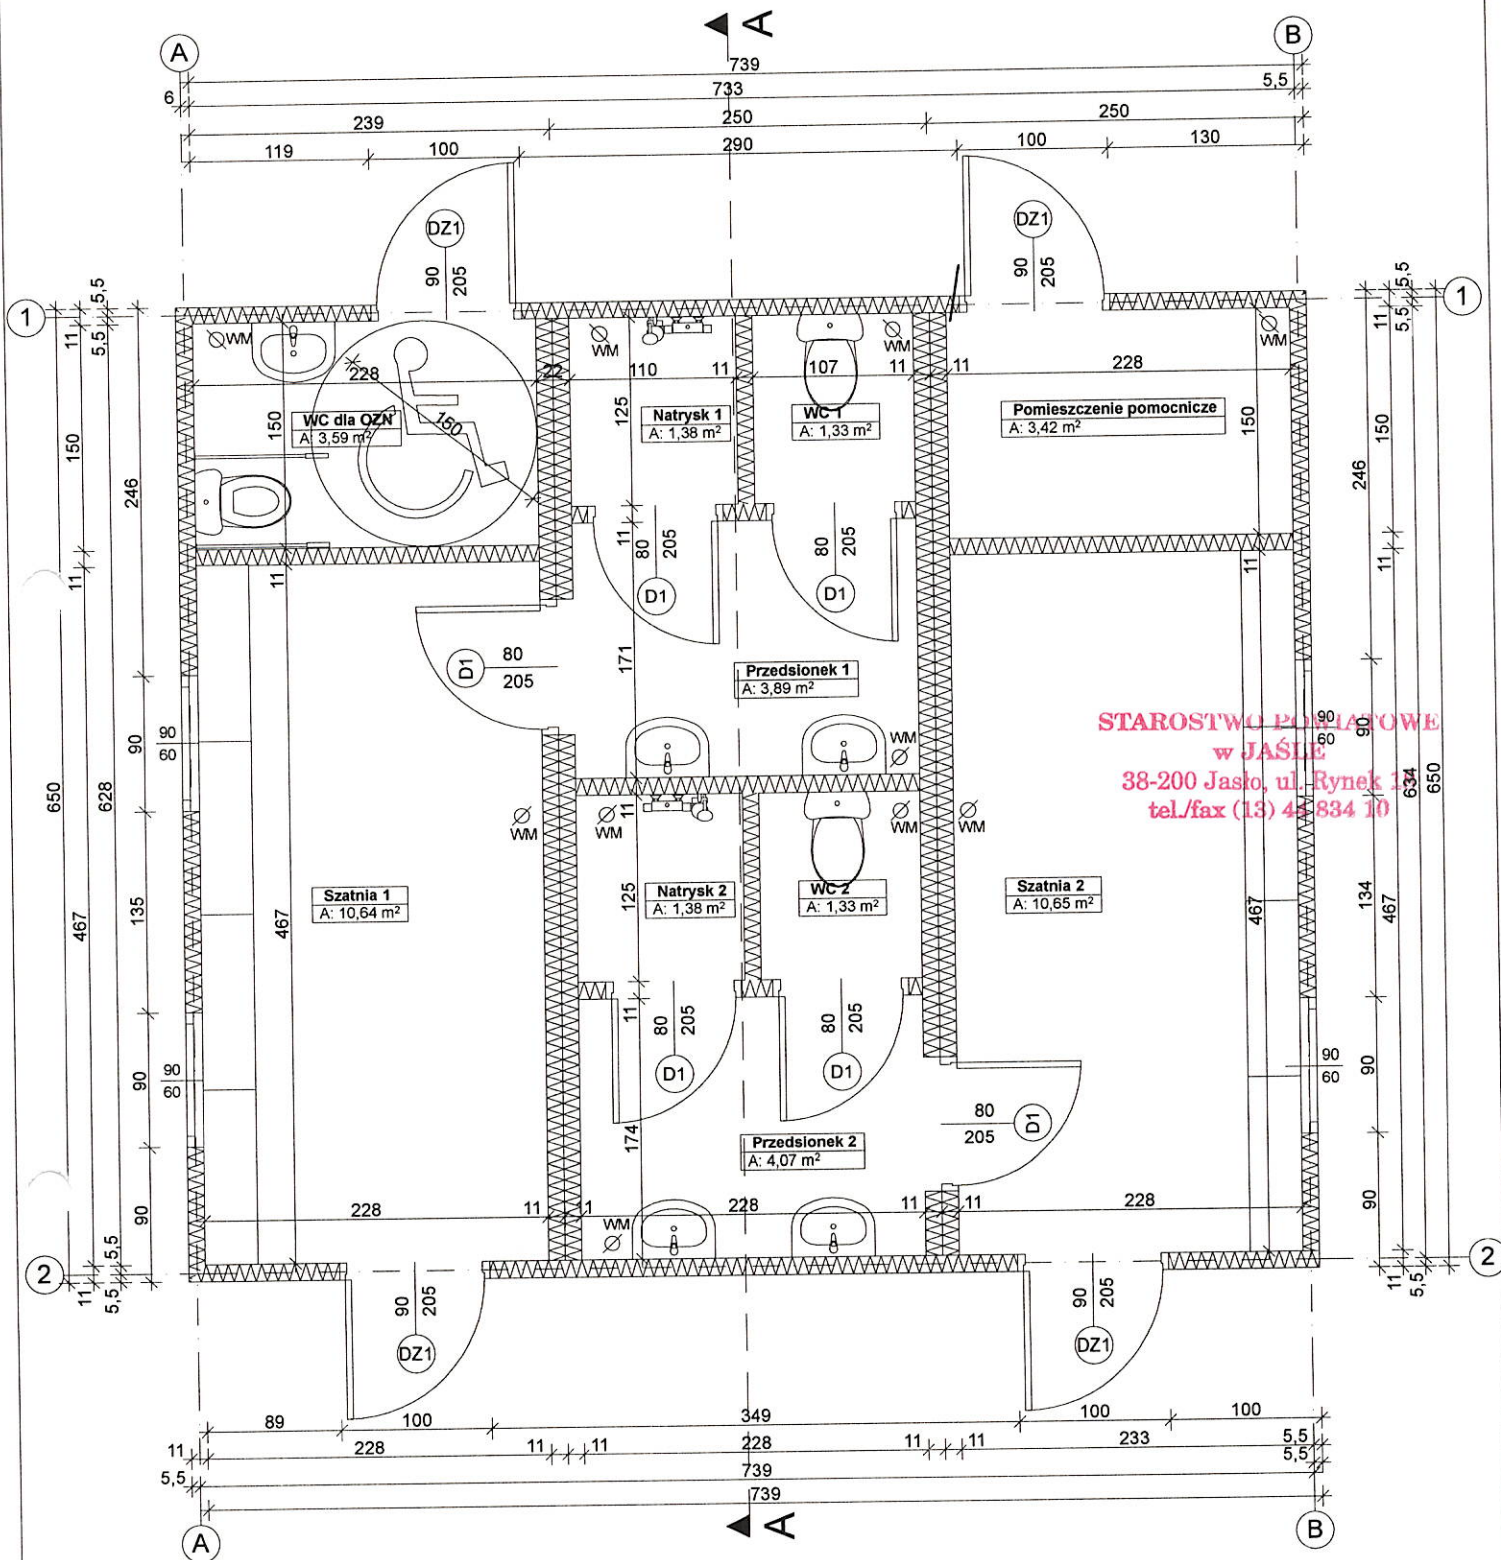 A
A
B
739
6
733
5,5
239
250
250
119
100
290
100
130
DZ1
90
205
DZ1
90
205
1
1
5,5
11
5,5
5,5
11
5,5
WM
WM
WM
WM
228
22
110
11
107
11
11
228
150
WC dla OZN
A: 3,59 m²
150
125
Natrysk 1
A: 1,38 m²
WC 1
A: 1,33 m²
Pomieszczenie pomocnicze
A: 3,42 m²
150
150
246
246
150
11
80
205
80
205
11
11
11
11
D1
D1
D1
80
205
171
Przedsionek 1
A: 3,89 m²
STAROSTWO POWIATOWE
w JAŚLE
38-200 Jasło, ul. Rynek
tel./fax (13) 834 10
90
90
60
90
60
90
WM
650
628
634
650
11
WM
WM
WM
WM
Szatnia 1
A: 10,64 m²
125
Natrysk 2
A: 1,38 m²
WC 2
A: 1,33 m²
Szatnia 2
A: 10,65 m²
467
135
467
467
134
467
11
80
205
80
205
90
90
60
D1
D1
90
60
90
80
205
D1
174
Przedsionek 2
A: 4,07 m²
90
228
11
11
228
11
11
228
90
WM
2
2
5,5
11
5,5
11
5,5
90
205
DZ1
90
205
DZ1
89
100
349
100
100
11
228
11
11
228
11
11
233
5,5
5,5
739
5,5
739
A
A
B